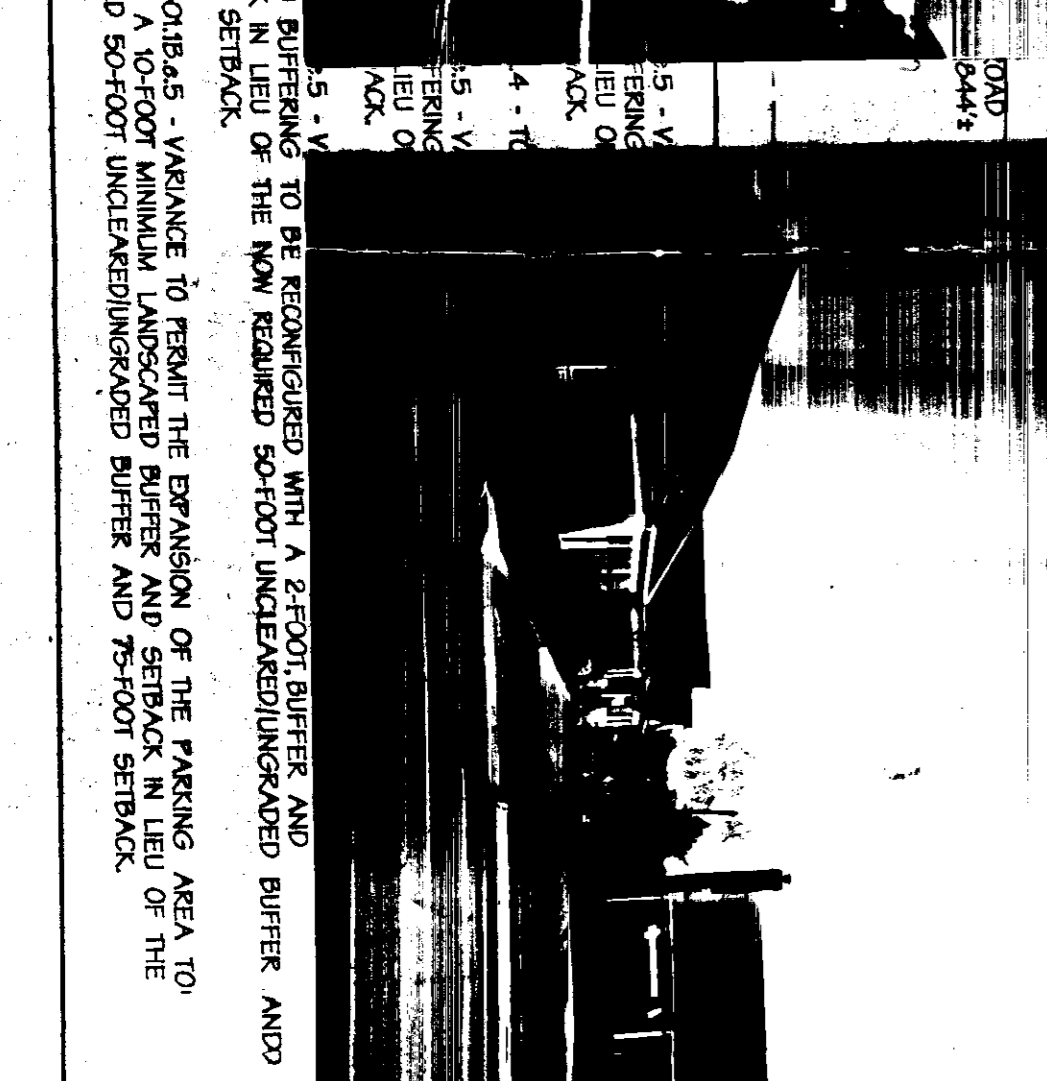 OAD
844'±
.5 - V
FERING
IEU O
ACK.
.4 - TO
.5 - V
FERING
LIEU O
ACK.
.5 - V
BUFFERING TO BE RECONFIGURED WITH A 2-FOOT, BUFFER AND
IN LIEU OF THE NOW REQUIRED 50-FOOT UNCLEARED/UNGRADED BUFFER ANDD
SETBACK.
01.1B.e.5 - VARIANCE TO PERMIT THE EXPANSION OF THE PARKING AREA TO
A 10-FOOT MINIMUM LANDSCAPED BUFFER AND SETBACK IN LIEU OF THE
D 50-FOOT UNCLEARED/UNGRADED BUFFER AND 75-FOOT SETBACK.